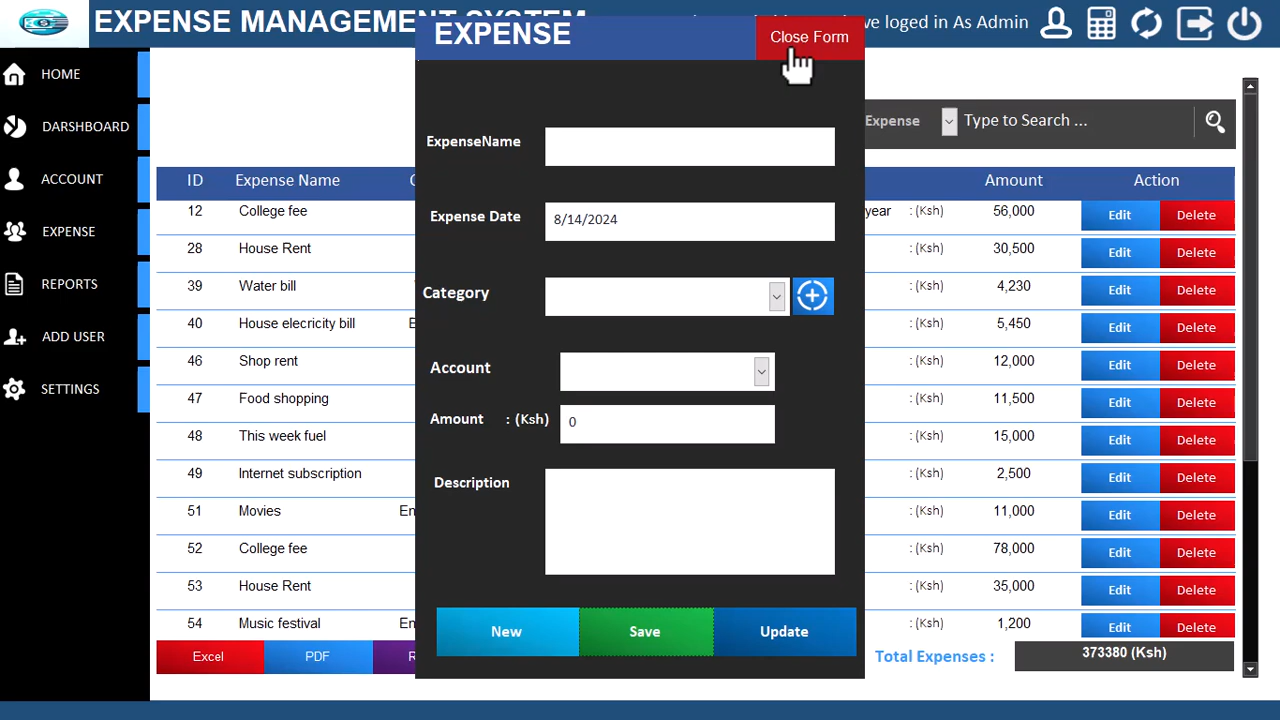 EXPENSE MANAGEMENT SYSTEM
loged in As Admin
HOME
DARSHBOARD
ACCOUNT
EXPENSE
REPORTS
ADD USER
SETTINGS
EXPENSE
Close Form
ExpenseName
Expense Date 8/14/2024
Category
Account
Amount : (Ksh) 0
Description
New Save Update
Expense Type to Search ...
ID Expense Name Amount Action
12 College fee year : (Ksh) 56,000 Edit Delete
28 House Rent : (Ksh) 30,500 Edit Delete
39 Water bill : (Ksh) 4,230 Edit Delete
40 House elecricity bill : (Ksh) 5,450 Edit Delete
46 Shop rent : (Ksh) 12,000 Edit Delete
47 Food shopping : (Ksh) 11,500 Edit Delete
48 This week fuel : (Ksh) 15,000 Edit Delete
49 Internet subscription : (Ksh) 2,500 Edit Delete
51 Movies En : (Ksh) 11,000 Edit Delete
52 College fee : (Ksh) 78,000 Edit Delete
53 House Rent : (Ksh) 35,000 Edit Delete
54 Music festival En : (Ksh) 1,200 Edit Delete
Excel PDF
Total Expenses : 373380 (Ksh)